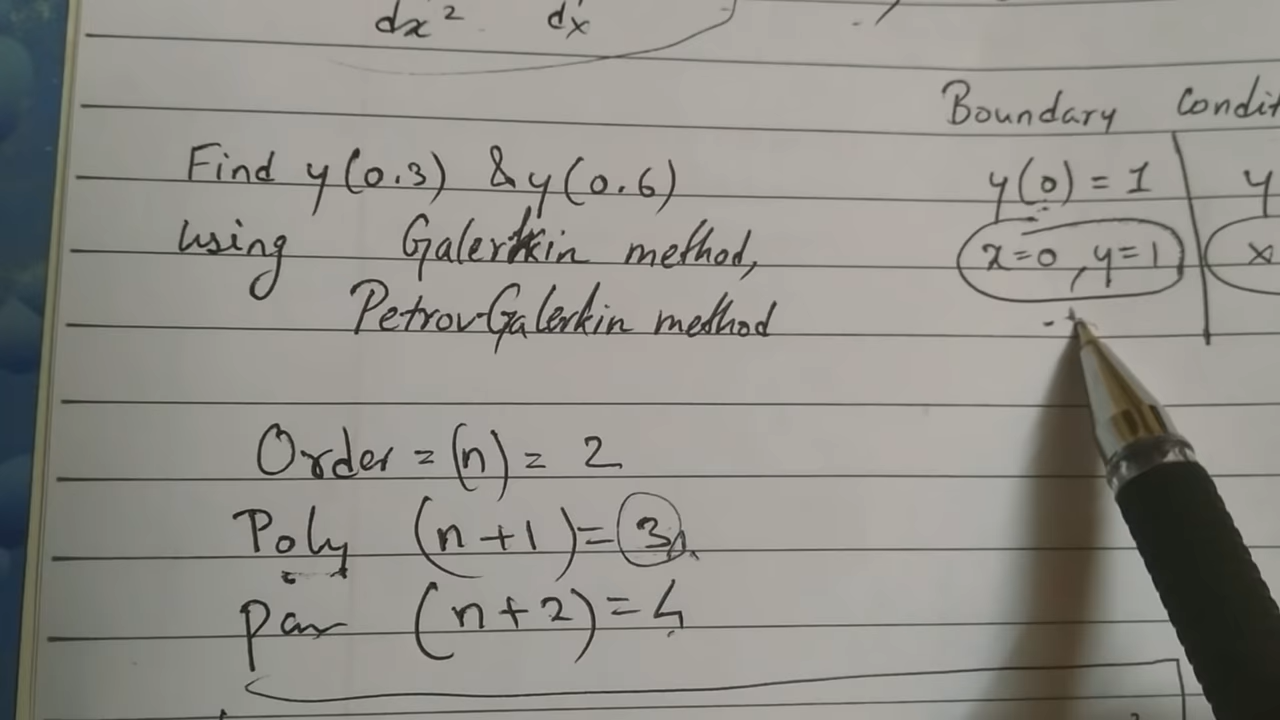 dx² dx
Boundary Condit
Find y(0.3) & y(0.6)
y(0) = 1
y
using Galertkin method,
x=0, y=1
x
Petrov-Galerkin method
Order = (n) = 2
Poly (n+1) = 3
par (n+2) = 4